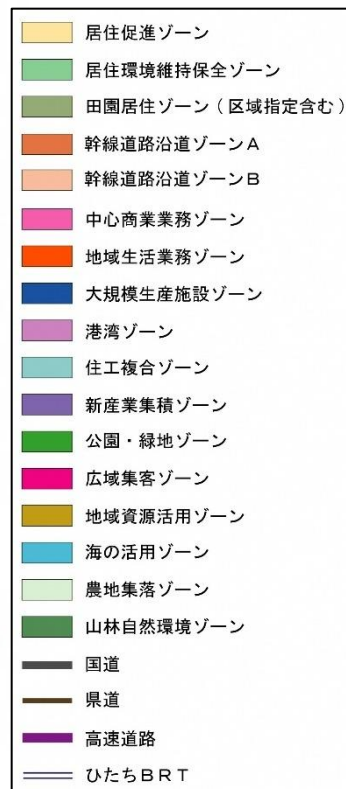 居住促進ゾーン
居住環境維持保全ゾーン
田園居住ゾーン(区域指定含む)
幹線道路沿道ゾーンA
幹線道路沿道ゾーンB
中心商業業務ゾーン
地域生活業務ゾーン
大規模生産施設ゾーン
港湾ゾーン
住工複合ゾーン
新産業集積ゾーン
公園・緑地ゾーン
広域集客ゾーン
地域資源活用ゾーン
海の活用ゾーン
農地集落ゾーン
山林自然環境ゾーン
国道
県道
高速道路
ひたちBRT